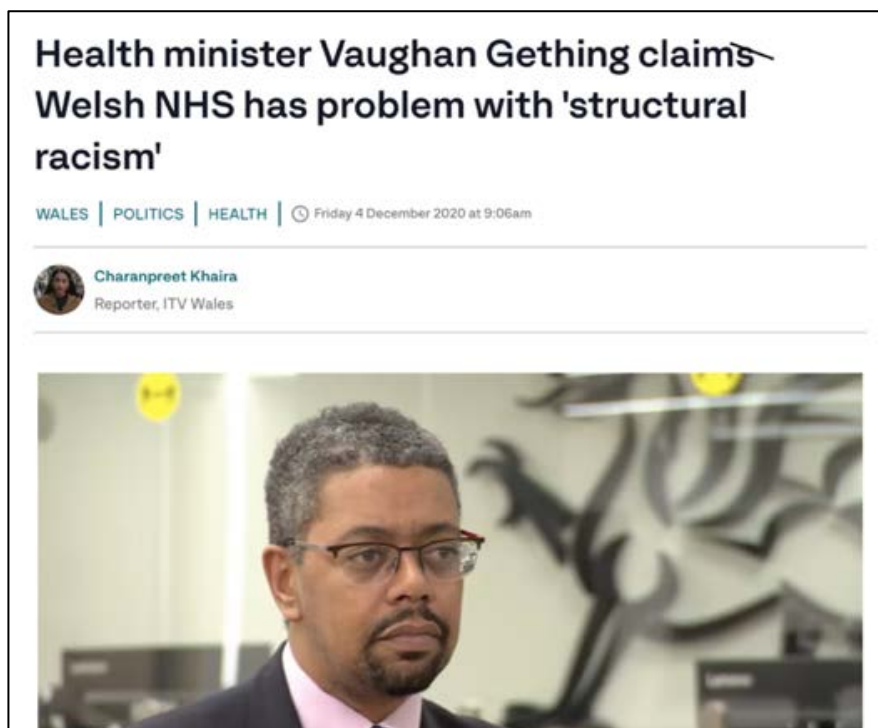 Health minister Vaughan Gething claims
Welsh NHS has problem with 'structural
racism'
WALES | POLITICS | HEALTH | Friday 4 December 2020 at 9:06am
Charanpreet Khaira
Reporter, ITV Wales